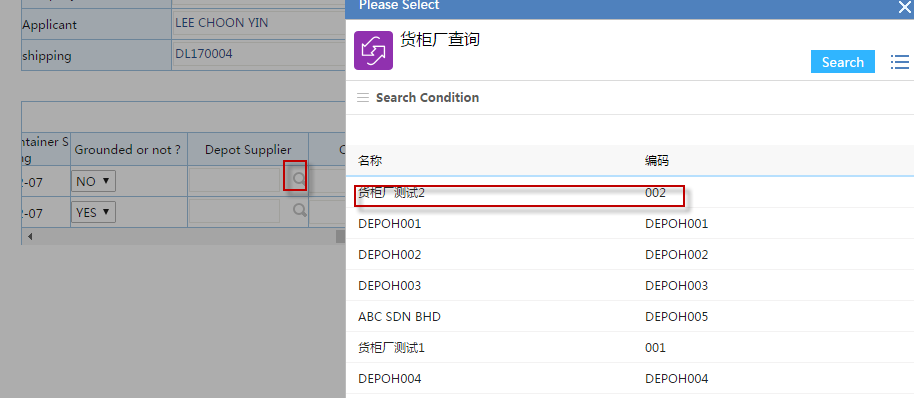 Please Select
Applicant
LEE CHOON YIN
shipping
DL170004
货柜厂查询
Search
Search Condition
ntainer S
ng
Grounded or not ?
Depot Supplier
C
2-07
NO
2-07
YES
名称
编码
货柜厂测试2
002
DEPOH001
DEPOH001
DEPOH002
DEPOH002
DEPOH003
DEPOH003
ABC SDN BHD
DEPOH005
货柜厂测试1
001
DEPOH004
DEPOH004